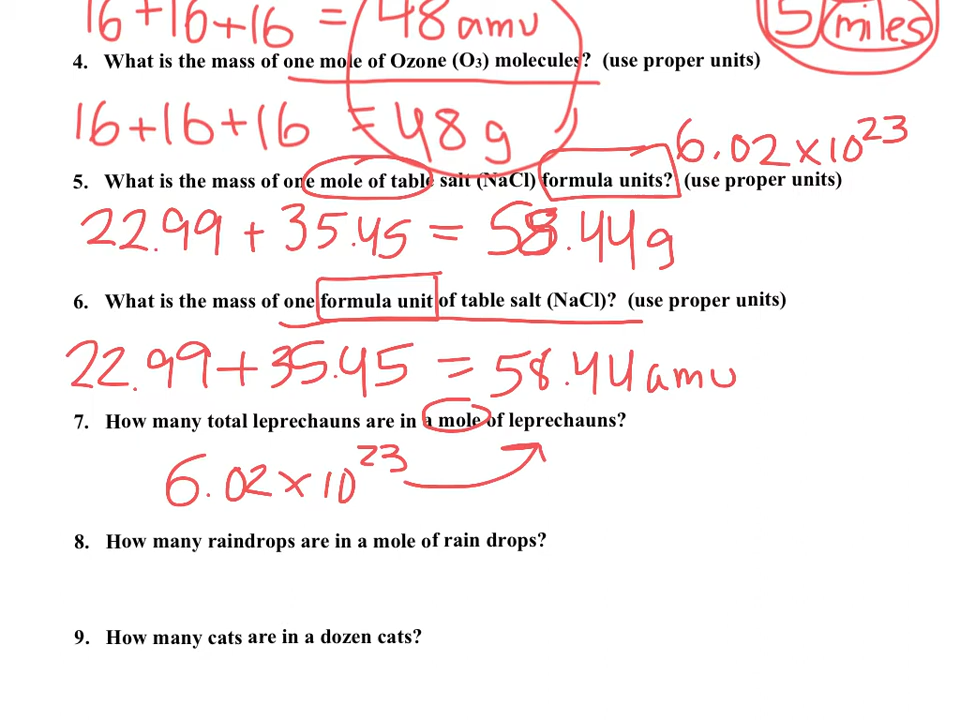 16+16+16 = 48 amu
5 miles
4. What is the mass of one mole of Ozone (O3) molecules? (use proper units)
16+16+16 = 48 g
6.02x10^23
5. What is the mass of one mole of table salt (NaCl) formula units? (use proper units)
22.99 + 35.45 = 58.44g
6. What is the mass of one formula unit of table salt (NaCl)? (use proper units)
22.99+35.45 = 58.44 amu
7. How many total leprechauns are in a mole of leprechauns?
6.02x10^23
8. How many raindrops are in a mole of rain drops?
9. How many cats are in a dozen cats?